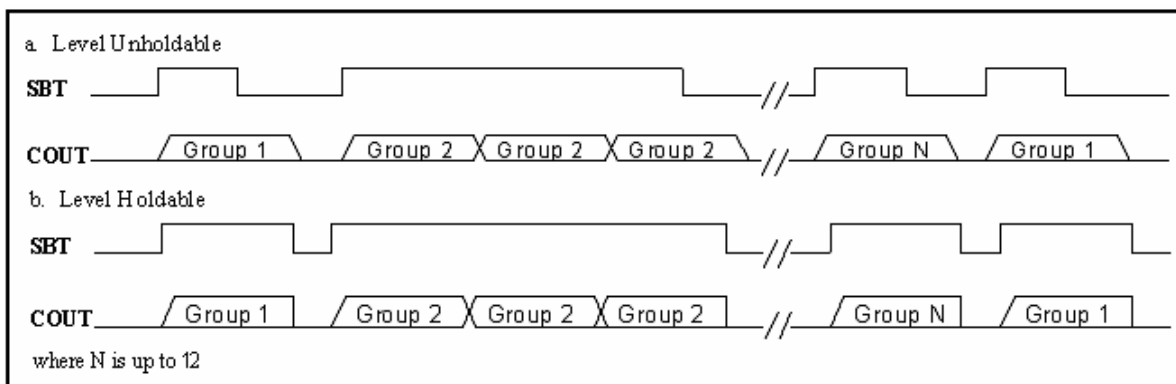 a. Level Unholdable
SBT
COUT Group 1 Group 2 Group 2 Group 2 Group N Group 1
b. Level Holdable
SBT
COUT Group 1 Group 2 Group 2 Group 2 Group N Group 1
where N is up to 12